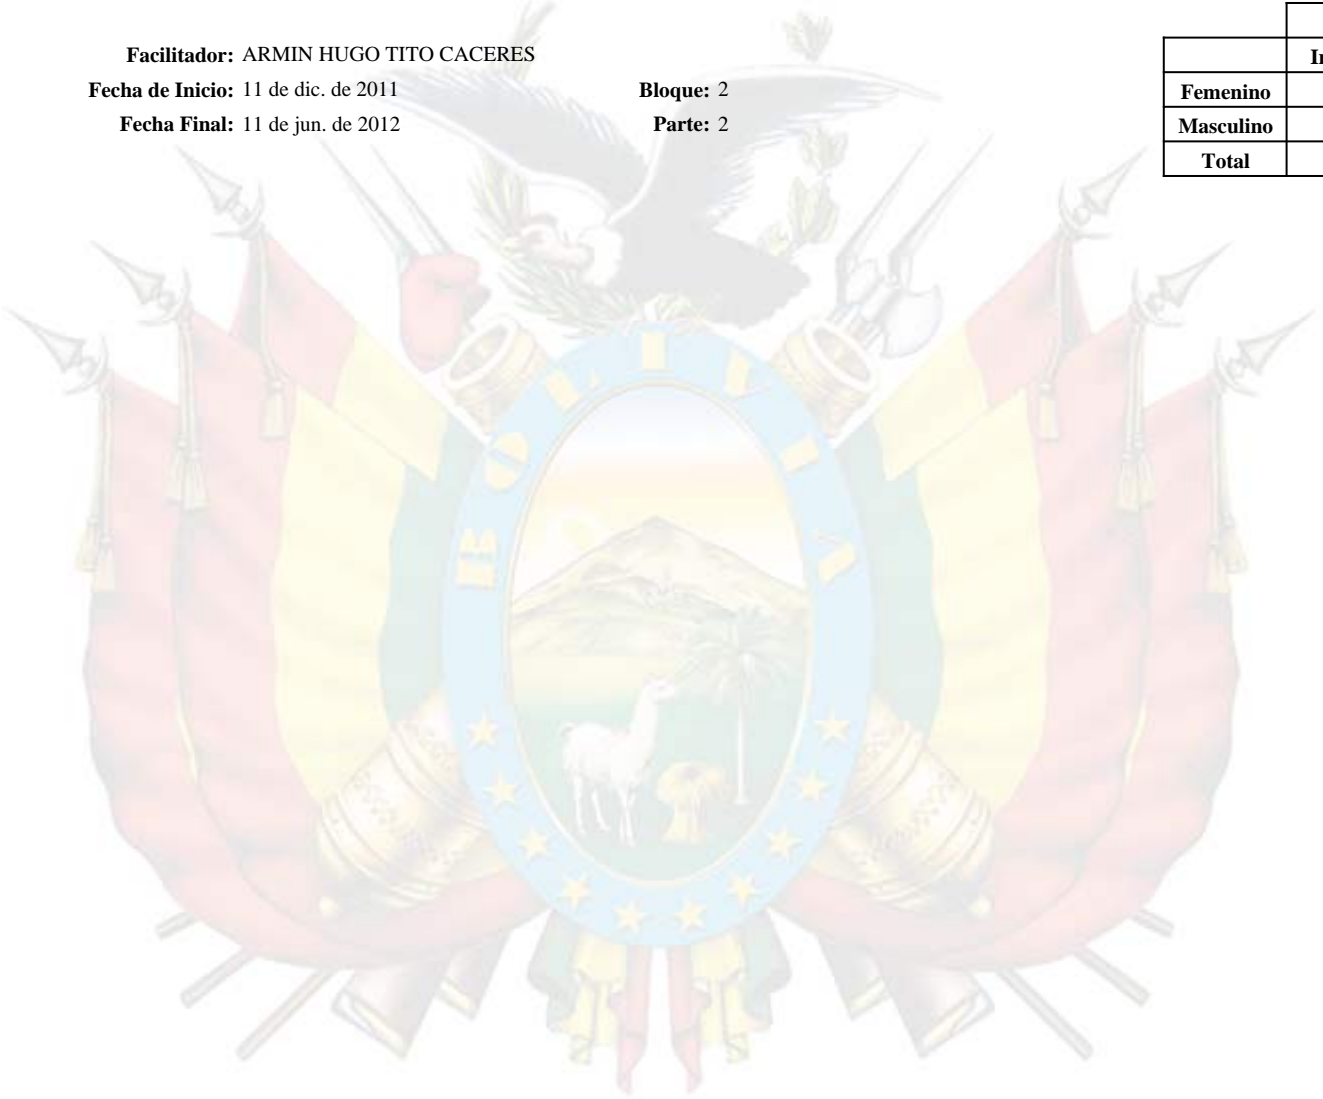 Facilitador: ARMIN HUGO TITO CACERES
Fecha de Inicio: 11 de dic. de 2011 Bloque: 2
Fecha Final: 11 de jun. de 2012 Parte: 2
Femenino
Masculino
Total
BOLIVIA